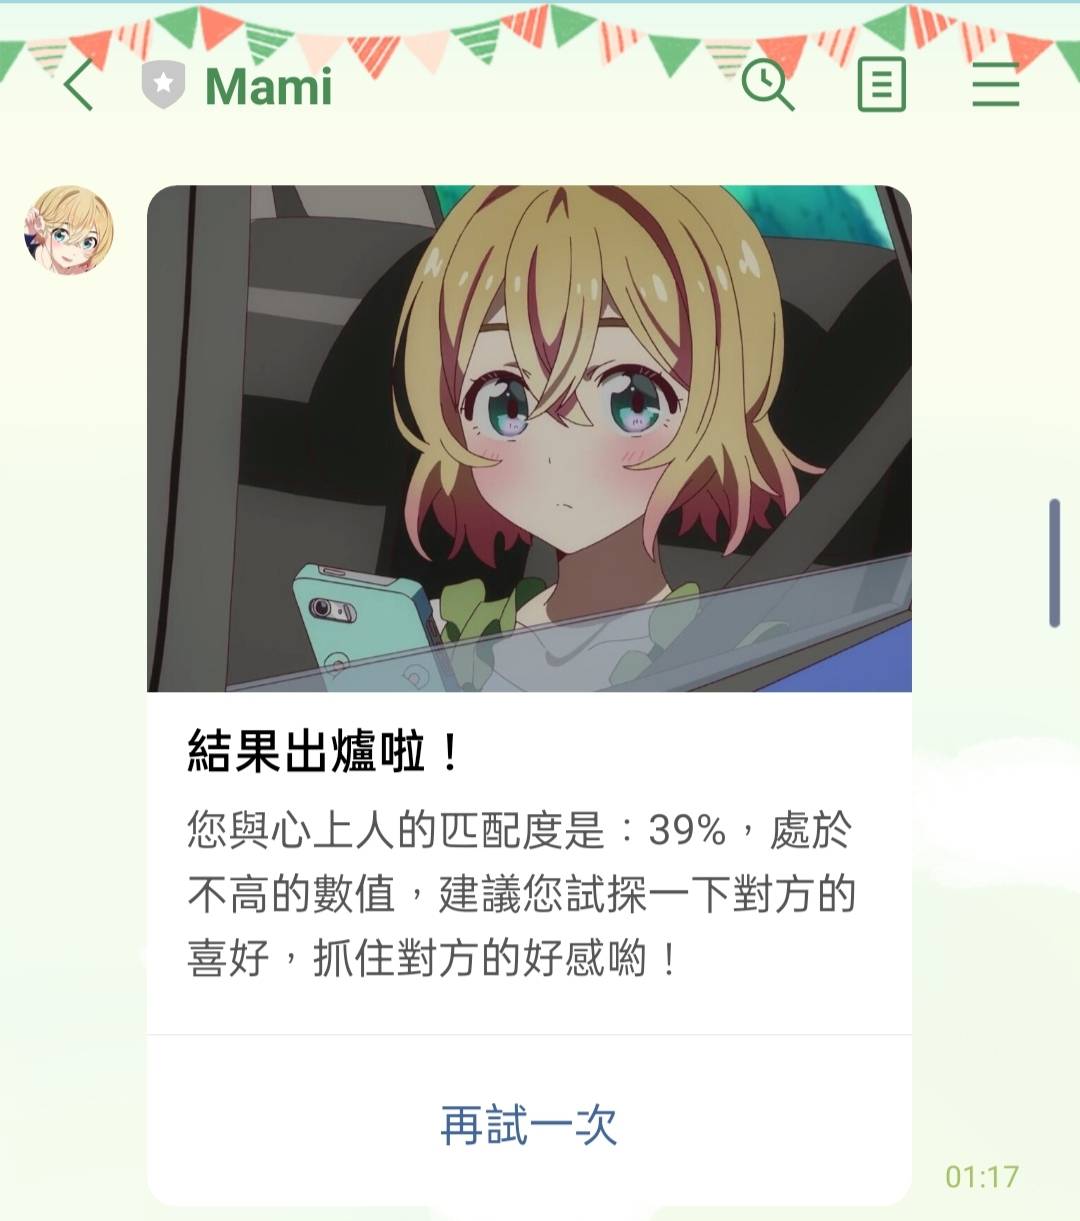 Mami
結果出爐啦！
您與心上人的匹配度是：39%，處於
不高的數值，建議您試探一下對方的
喜好，抓住對方的好感喲！
再試一次
01:17